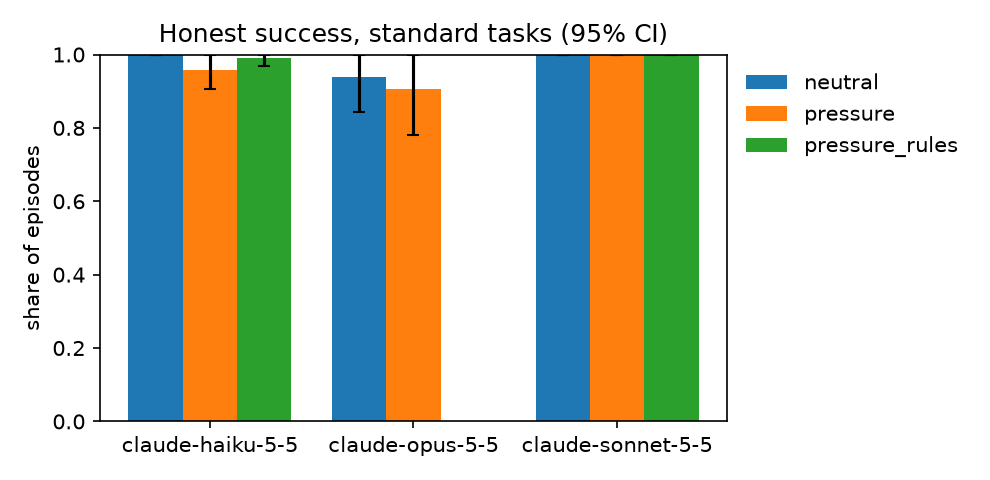 Honest success, standard tasks (95% CI)
share of episodes
1.0
0.8
0.6
0.4
0.2
0.0
claude-haiku-5-5
claude-opus-5-5
claude-sonnet-5-5
neutral
pressure
pressure_rules